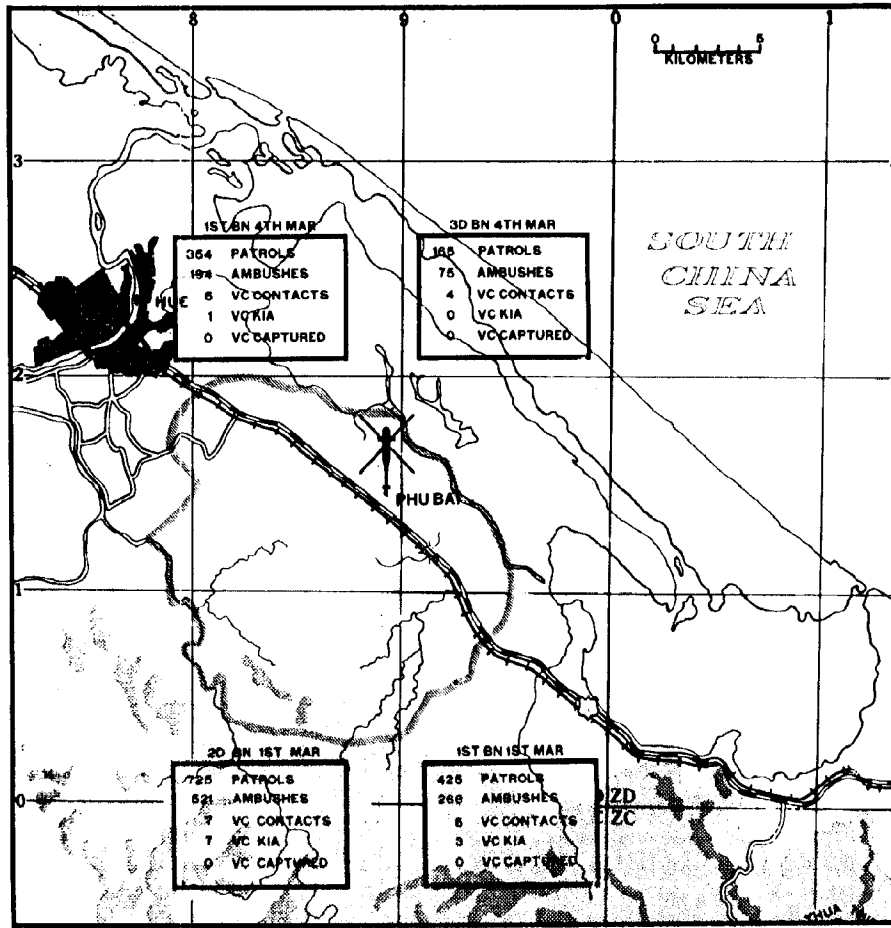 8 9 0 1
0 5
KILOMETERS
3
1ST BN 4TH MAR
354 PATROLS
194 AMBUSHES
VC CONTACTS
1 VC KIA
0 VC CAPTURED
3D BN 4TH MAR
165 PATROLS
75 AMBUSHES
4 VC CONTACTS
0 VC KIA
0 VC CAPTURED
SOUTH
CHINA
SEA
HUE
2
PHU BAI
1
2D BN 1ST MAR
725 PATROLS
521 AMBUSHES
7 VC CONTACTS
7 VC KIA
0 VC CAPTURED
1ST BN 1ST MAR
425 PATROLS
AMBUSHES
VC CONTACTS
3 VC KIA
0 VC CAPTURED
0
ZD
ZC